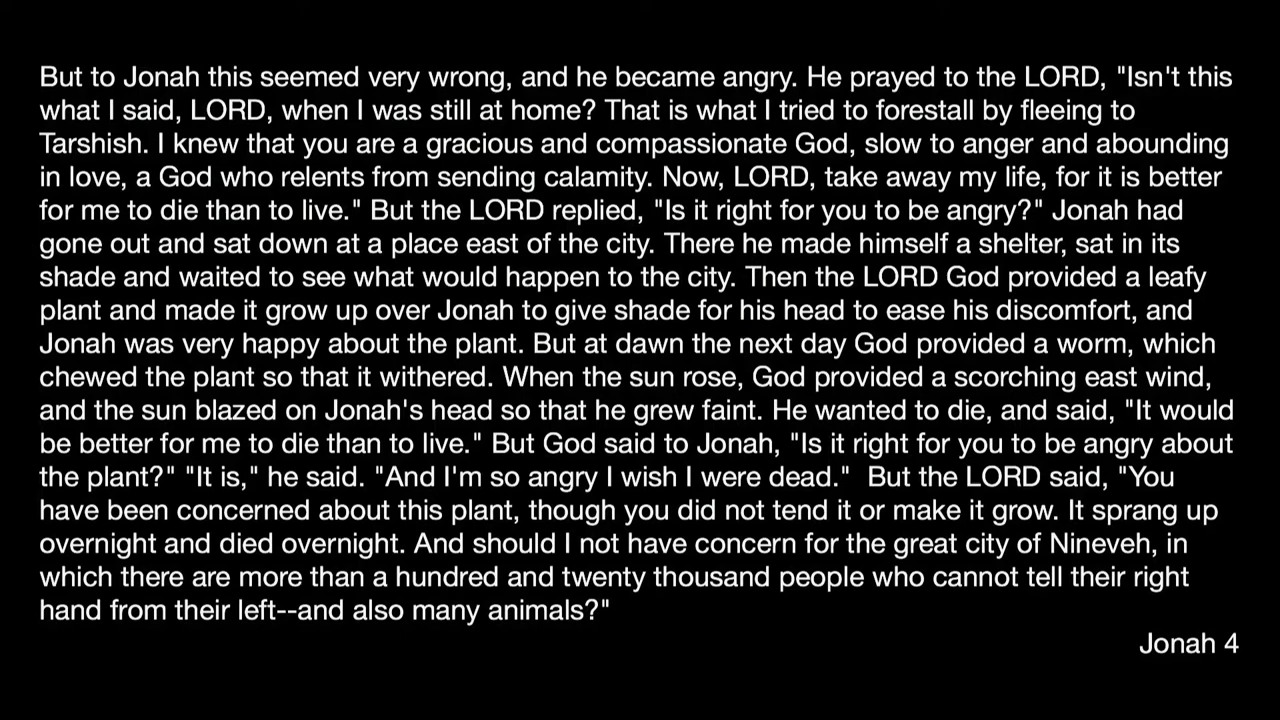 But to Jonah this seemed very wrong, and he became angry. He prayed to the LORD, "Isn't this
what I said, LORD, when I was still at home? That is what I tried to forestall by fleeing to
Tarshish. I knew that you are a gracious and compassionate God, slow to anger and abounding
in love, a God who relents from sending calamity. Now, LORD, take away my life, for it is better
for me to die than to live." But the LORD replied, "Is it right for you to be angry?" Jonah had
gone out and sat down at a place east of the city. There he made himself a shelter, sat in its
shade and waited to see what would happen to the city. Then the LORD God provided a leafy
plant and made it grow up over Jonah to give shade for his head to ease his discomfort, and
Jonah was very happy about the plant. But at dawn the next day God provided a worm, which
chewed the plant so that it withered. When the sun rose, God provided a scorching east wind,
and the sun blazed on Jonah's head so that he grew faint. He wanted to die, and said, "It would
be better for me to die than to live." But God said to Jonah, "Is it right for you to be angry about
the plant?" "It is," he said. "And I'm so angry I wish I were dead."  But the LORD said, "You
have been concerned about this plant, though you did not tend it or make it grow. It sprang up
overnight and died overnight. And should I not have concern for the great city of Nineveh, in
which there are more than a hundred and twenty thousand people who cannot tell their right
hand from their left--and also many animals?"
Jonah 4